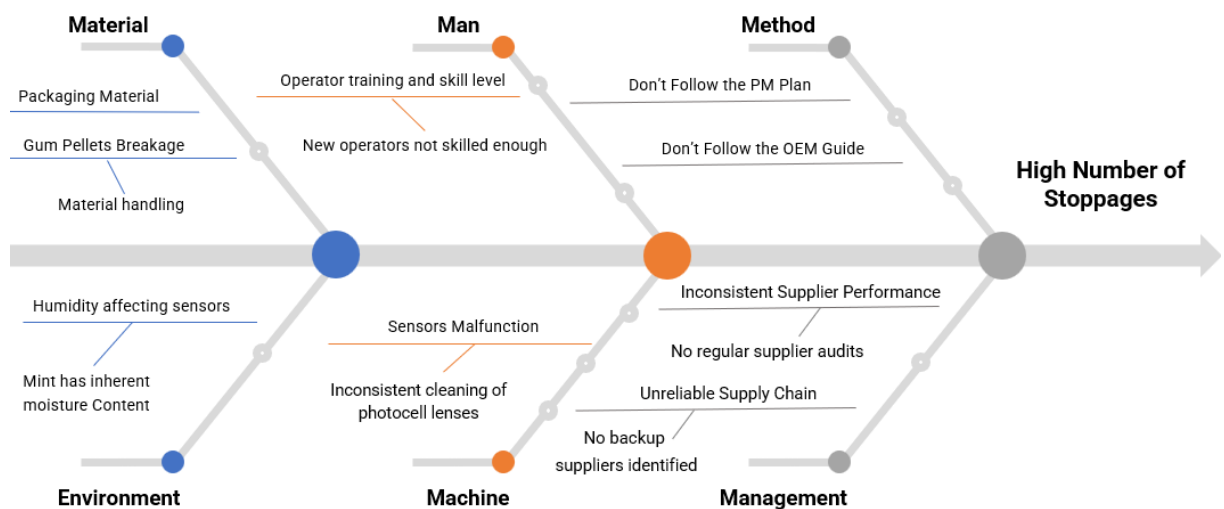 Material
Man
Method
Operator training and skill level
Don't Follow the PM Plan
Packaging Material
New operators not skilled enough
Gum Pellets Breakage
Don't Follow the OEM Guide
Material handling
High Number of
Stoppages
Humidity affecting sensors
Inconsistent Supplier Performance
Sensors Malfunction
No regular supplier audits
Mint has inherent
moisture Content
Inconsistent cleaning of
photocell lenses
Unreliable Supply Chain
No backup
suppliers identified
Environment
Machine
Management